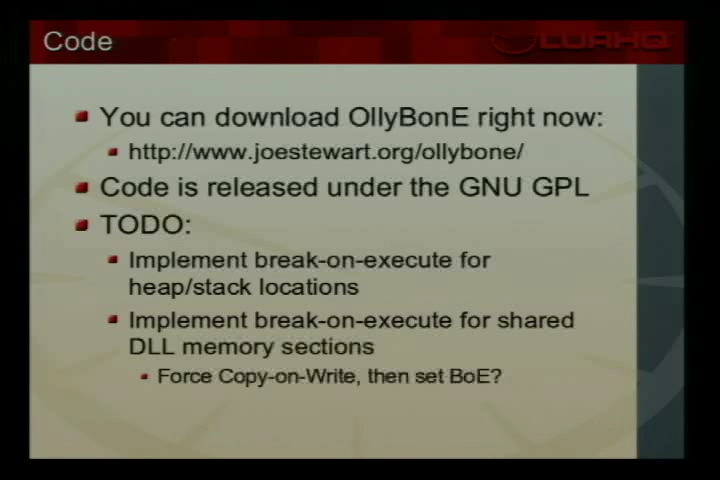 Code
LURHQ
You can download OllyBonE right now:
http://www.joestewart.org/ollybone/
Code is released under the GNU GPL
TODO:
Implement break-on-execute for
heap/stack locations
Implement break-on-execute for shared
DLL memory sections
Force Copy-on-Write, then set BoE?